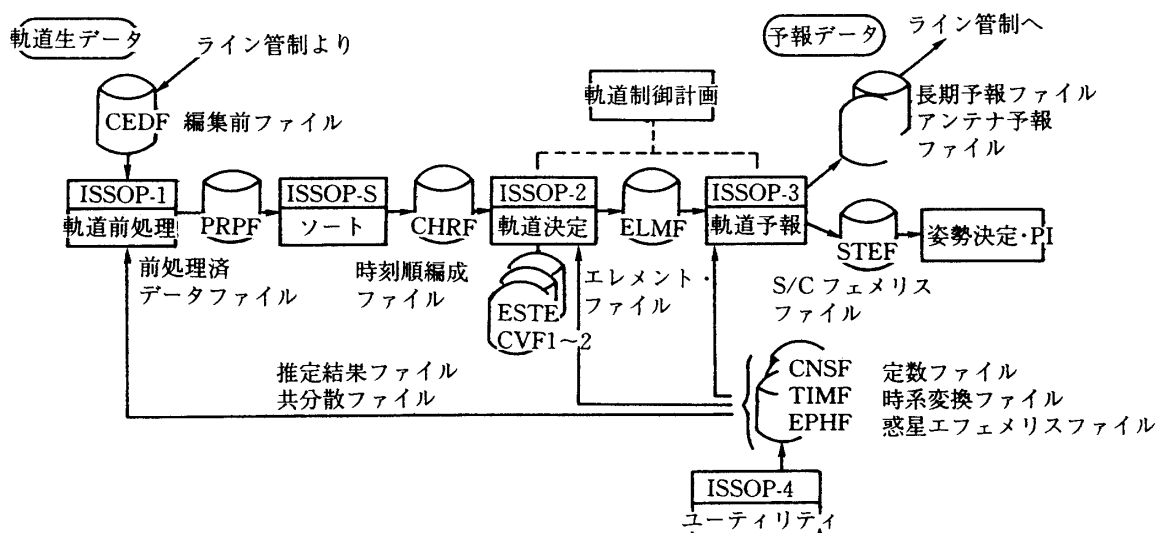 軌道生データ
ライン管制より
予報データ
ライン管制へ
軌道制御計画
長期予報ファイル
アンテナ予報
ファイル
CEDF
編集前ファイル
ISSOP-1
軌道前処理
PRPF
ISSOP-S
ソート
CHRF
ISSOP-2
軌道決定
ELMF
ISSOP-3
軌道予報
STEF
姿勢決定・PI
前処理済
データファイル
時刻順編成
ファイル
ESTE
CVF1~2
エレメント・
ファイル
S/Cフェメリス
ファイル
推定結果ファイル
共分散ファイル
CNSF 定数ファイル
TIMF 時系変換ファイル
EPHF 惑星エフェメリスファイル
ISSOP-4
ユーティリティ